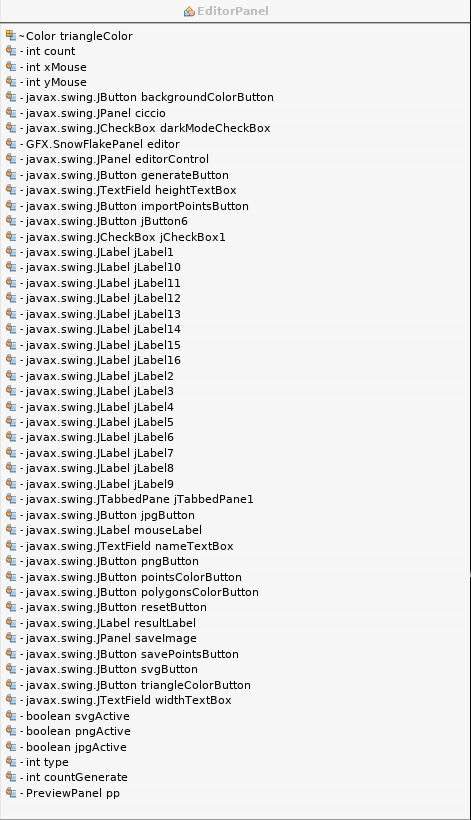 EditorPanel
~Color triangleColor
- int count
- int xMouse
- int yMouse
- javax.swing.JButton backgroundColorButton
- javax.swing.JPanel ciccio
- javax.swing.JCheckBox darkModeCheckBox
- GFX.SnowFlakePanel editor
- javax.swing.JPanel editorControl
- javax.swing.JButton generateButton
- javax.swing.JTextField heightTextBox
- javax.swing.JButton importPointsButton
- javax.swing.JButton jButton6
- javax.swing.JCheckBox jCheckBox1
- javax.swing.JLabel jLabel1
- javax.swing.JLabel jLabel10
- javax.swing.JLabel jLabel11
- javax.swing.JLabel jLabel12
- javax.swing.JLabel jLabel13
- javax.swing.JLabel jLabel14
- javax.swing.JLabel jLabel15
- javax.swing.JLabel jLabel16
- javax.swing.JLabel jLabel2
- javax.swing.JLabel jLabel3
- javax.swing.JLabel jLabel4
- javax.swing.JLabel jLabel5
- javax.swing.JLabel jLabel6
- javax.swing.JLabel jLabel7
- javax.swing.JLabel jLabel8
- javax.swing.JLabel jLabel9
- javax.swing.JTabbedPane jTabbedPane1
- javax.swing.JButton jpgButton
- javax.swing.JLabel mouseLabel
- javax.swing.JTextField nameTextBox
- javax.swing.JButton pngButton
- javax.swing.JButton pointsColorButton
- javax.swing.JButton polygonsColorButton
- javax.swing.JButton resetButton
- javax.swing.JLabel resultLabel
- javax.swing.JPanel saveImage
- javax.swing.JButton savePointsButton
- javax.swing.JButton svgButton
- javax.swing.JButton triangleColorButton
- javax.swing.JTextField widthTextBox
- boolean svgActive
- boolean pngActive
- boolean jpgActive
- int type
- int countGenerate
- PreviewPanel pp